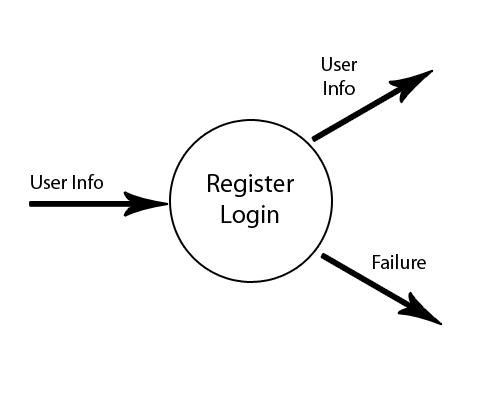 User
Info
User Info
Register
Login
Failure